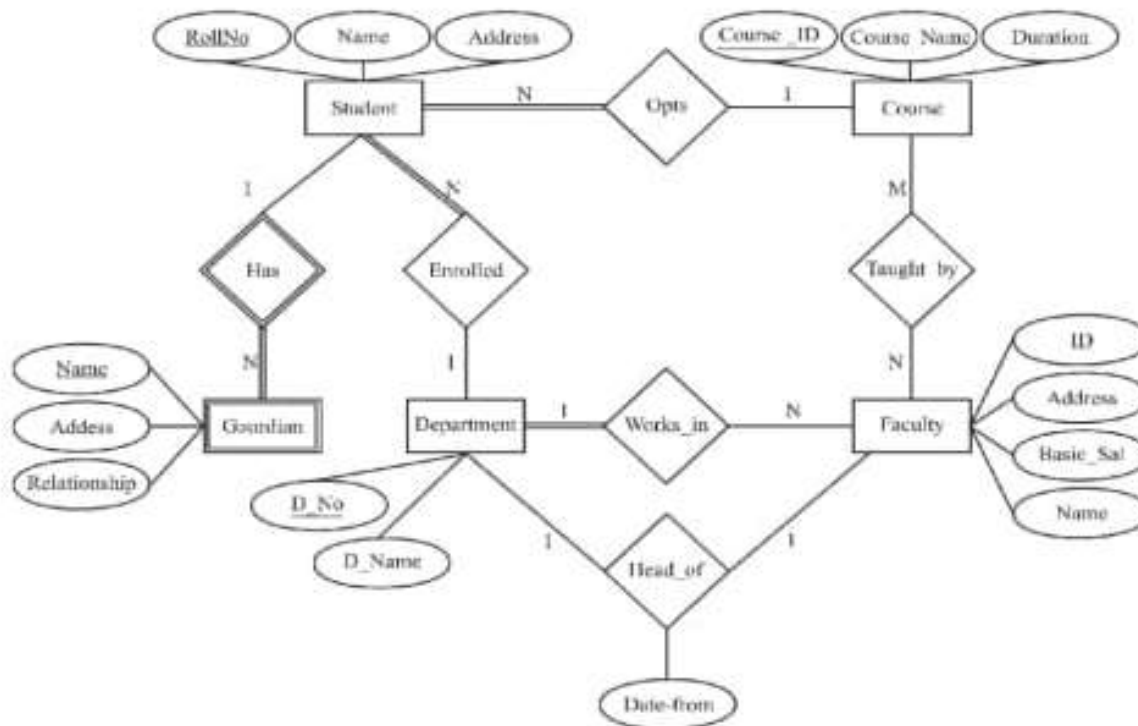 RollNo Name Address
Course_ID Course Name Duration
Student N Opts 1 Course
1 N M
Has Enrolled Taught by
N 1 N
Name ID
Addess Address
Relationship Basic_Sal
Name
Guardian Department 1 Works_in N Faculty
D_No
D_Name
1 Head_of 1
Date-from